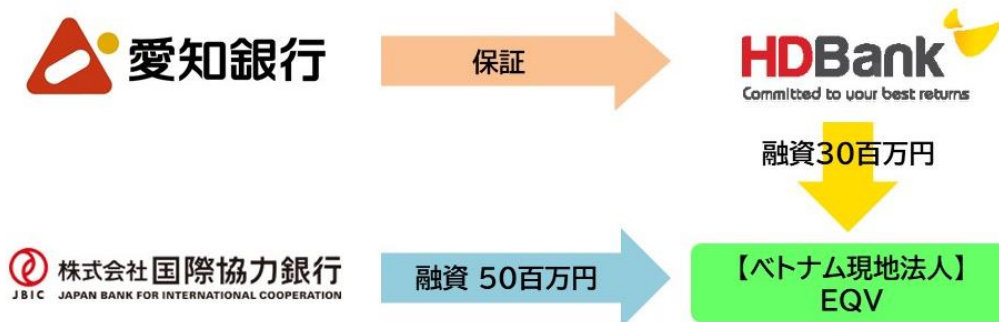 愛知銀行
保証
HDBank
Committed to your best returns
融資30百万円
JBIC
株式会社国際協力銀行
JAPAN BANK FOR INTERNATIONAL COOPERATION
融資 50百万円
【ベトナム現地法人】
EQV